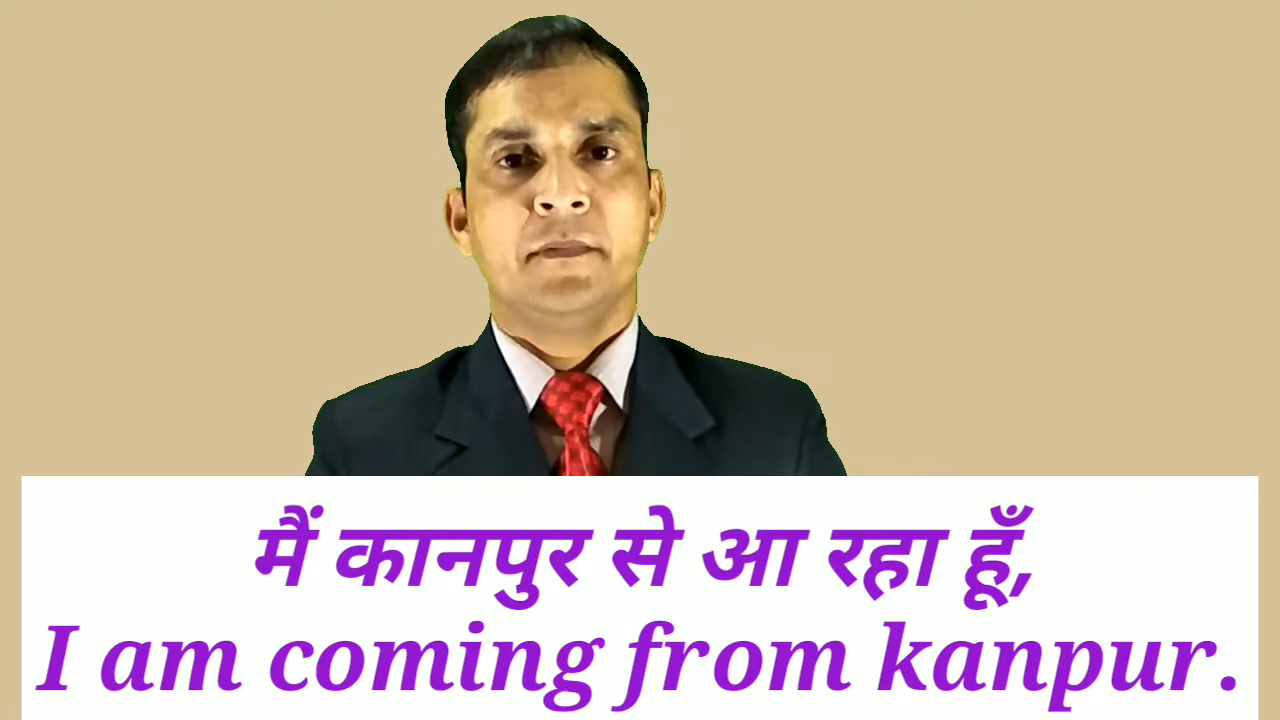 मैं कानपुर से आ रहा हूँ,
I am coming from kanpur.